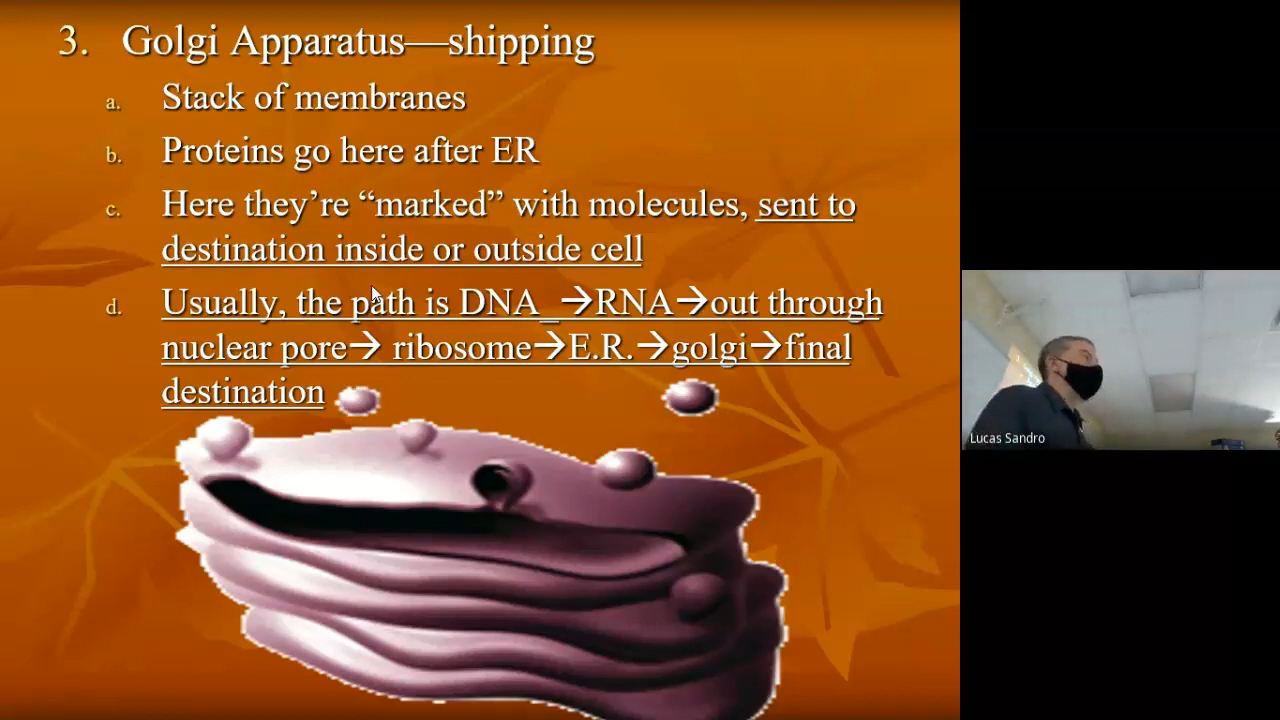 3. Golgi Apparatus—shipping
a. Stack of membranes
b. Proteins go here after ER
c. Here they’re “marked” with molecules, sent to
destination inside or outside cell
d. Usually, the path is DNA_→RNA→out through
nuclear pore→ ribosome→E.R.→golgi→final
destination
Lucas Sandro